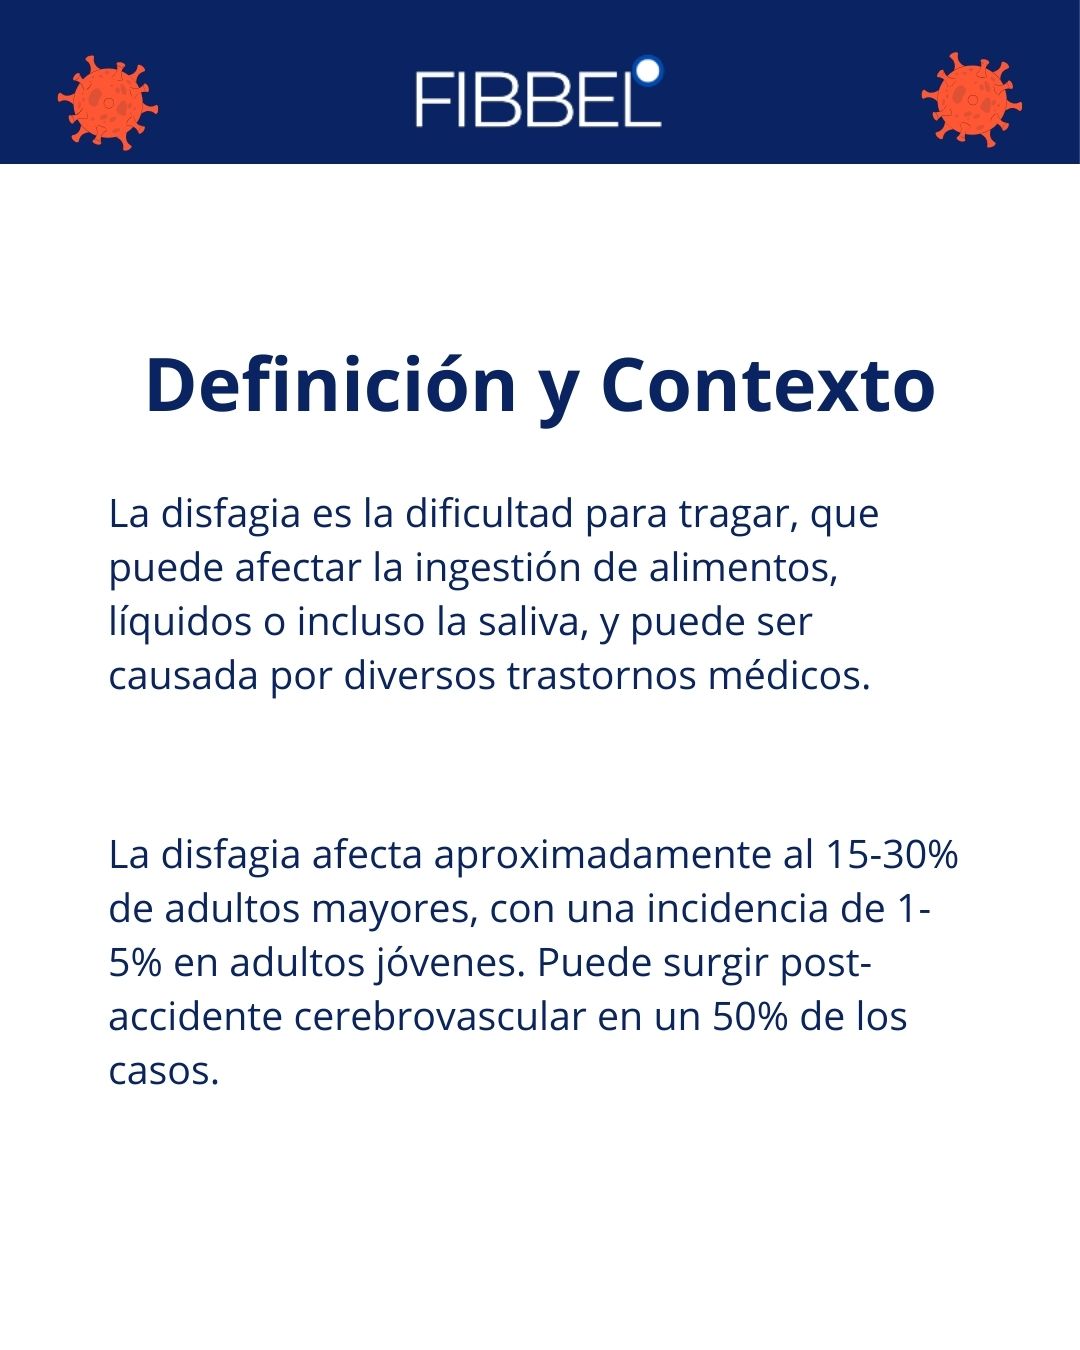 FIBBEL
Definición y Contexto
La disfagia es la dificultad para tragar, que
puede afectar la ingestión de alimentos,
líquidos o incluso la saliva, y puede ser
causada por diversos trastornos médicos.
La disfagia afecta aproximadamente al 15-30%
de adultos mayores, con una incidencia de 1-
5% en adultos jóvenes. Puede surgir post-
accidente cerebrovascular en un 50% de los
casos.